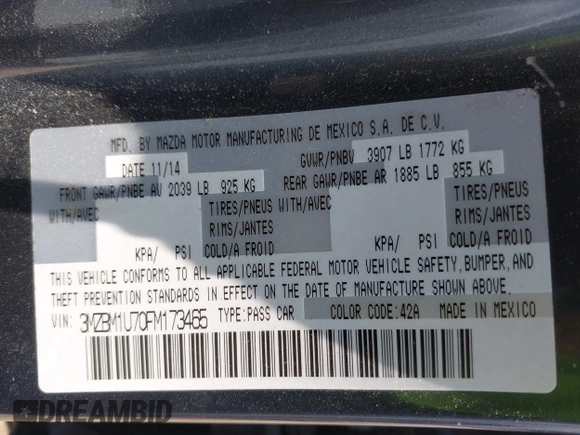 MFD. BY MAZDA MOTOR MANUFACTURING DE MEXICO S.A. DE C.V.
DATE 11/14 GVWR/PNBV 3907 LB 1772 KG
FRONT GAWR/PNBE AV 2039 LB 925 KG REAR GAWR/PNBE AR 1885 LB 855 KG
WITH/AVEC TIRES/PNEUS WITH/AVEC TIRES/PNEUS
RIMS/JANTES RIMS/JANTES
KPA/ PSI COLD/A FROID KPA/ PSI COLD/A FROID
THIS VEHICLE CONFORMS TO ALL APPLICABLE FEDERAL MOTOR VEHICLE SAFETY, BUMPER, AND
THEFT PREVENTION STANDARDS IN EFFECT ON THE DATE OF MANUFACTURE SHOWN ABOVE.
VIN: 3MZBM1U70FM173465 TYPE:PASS CAR COLOR CODE:42A MADE IN MEXICO
DREAMBID